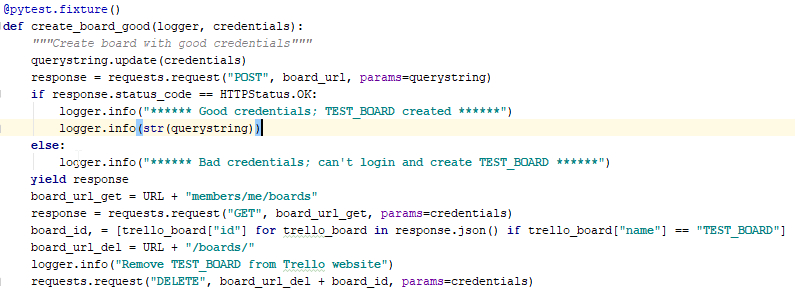 @pytest.fixture()
def create_board_good(logger, credentials):
    """Create board with good credentials"""
    querystring.update(credentials)
    response = requests.request("POST", board_url, params=querystring)
    if response.status_code == HTTPStatus.OK:
        logger.info("****** Good credentials; TEST_BOARD created ******")
        logger.info(str(querystring))
    else:
        logger.info("****** Bad credentials; can't login and create TEST_BOARD ******")
    yield response
    board_url_get = URL + "members/me/boards"
    response = requests.request("GET", board_url_get, params=credentials)
    board_id, = [trello_board["id"] for trello_board in response.json() if trello_board["name"] == "TEST_BOARD"]
    board_url_del = URL + "/boards/"
    logger.info("Remove TEST_BOARD from Trello website")
    requests.request("DELETE", board_url_del + board_id, params=credentials)